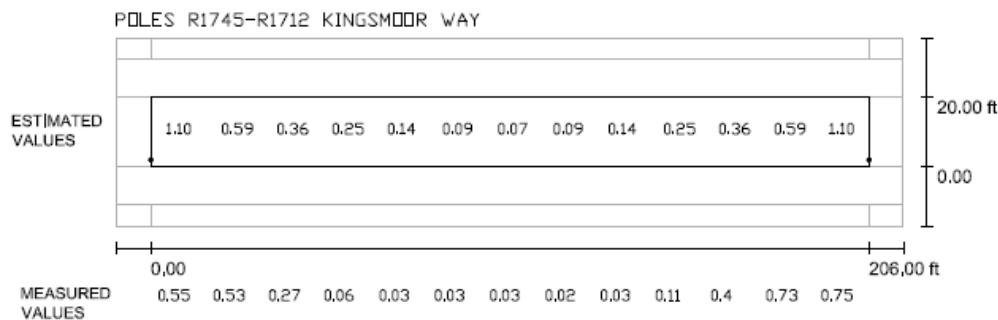 POLES R1745-R1712 KINGSMOOR WAY
ESTIMATED
VALUES
1.10 0.59 0.36 0.25 0.14 0.09 0.07 0.09 0.14 0.25 0.36 0.59 1.10
20.00 ft
0.00
0,00
206,00 ft
MEASURED
VALUES
0.55 0.53 0.27 0.06 0.03 0.03 0.03 0.02 0.03 0.11 0.4 0.73 0.75